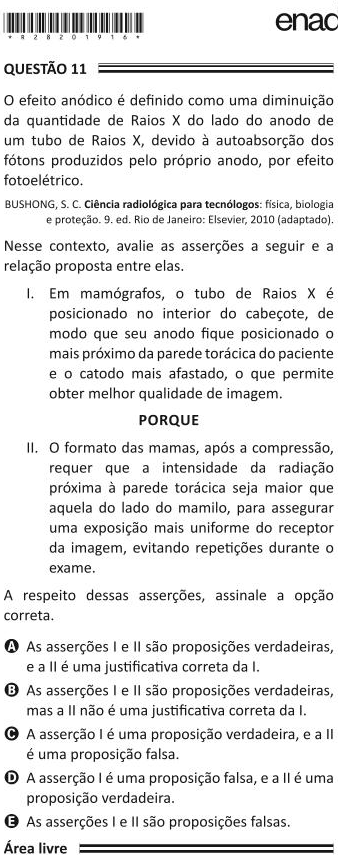 enad
*R2820191 6*
QUESTÃO 11
O efeito anódico é definido como uma diminuição
da quantidade de Raios X do lado do anodo de
um tubo de Raios X, devido à autoabsorção dos
fótons produzidos pelo próprio anodo, por efeito
fotoelétrico.
BUSHONG, S. C. Ciência radiológica para tecnólogos: física, biologia
e proteção. 9. ed. Rio de Janeiro: Elsevier, 2010 (adaptado).
Nesse contexto, avalie as asserções a seguir e a
relação proposta entre elas.
I. Em mamógrafos, o tubo de Raios X é
posicionado no interior do cabeçote, de
modo que seu anodo fique posicionado o
mais próximo da parede torácica do paciente
e o catodo mais afastado, o que permite
obter melhor qualidade de imagem.
PORQUE
II. O formato das mamas, após a compressão,
requer que a intensidade da radiação
próxima à parede torácica seja maior que
aquela do lado do mamilo, para assegurar
uma exposição mais uniforme do receptor
da imagem, evitando repetições durante o
exame.
A respeito dessas asserções, assinale a opção
correta.
A As asserções I e II são proposições verdadeiras,
e a II é uma justificativa correta da I.
B As asserções I e II são proposições verdadeiras,
mas a II não é uma justificativa correta da I.
C A asserção I é uma proposição verdadeira, e a II
é uma proposição falsa.
D A asserção I é uma proposição falsa, e a II é uma
proposição verdadeira.
E As asserções I e II são proposições falsas.
Área livre